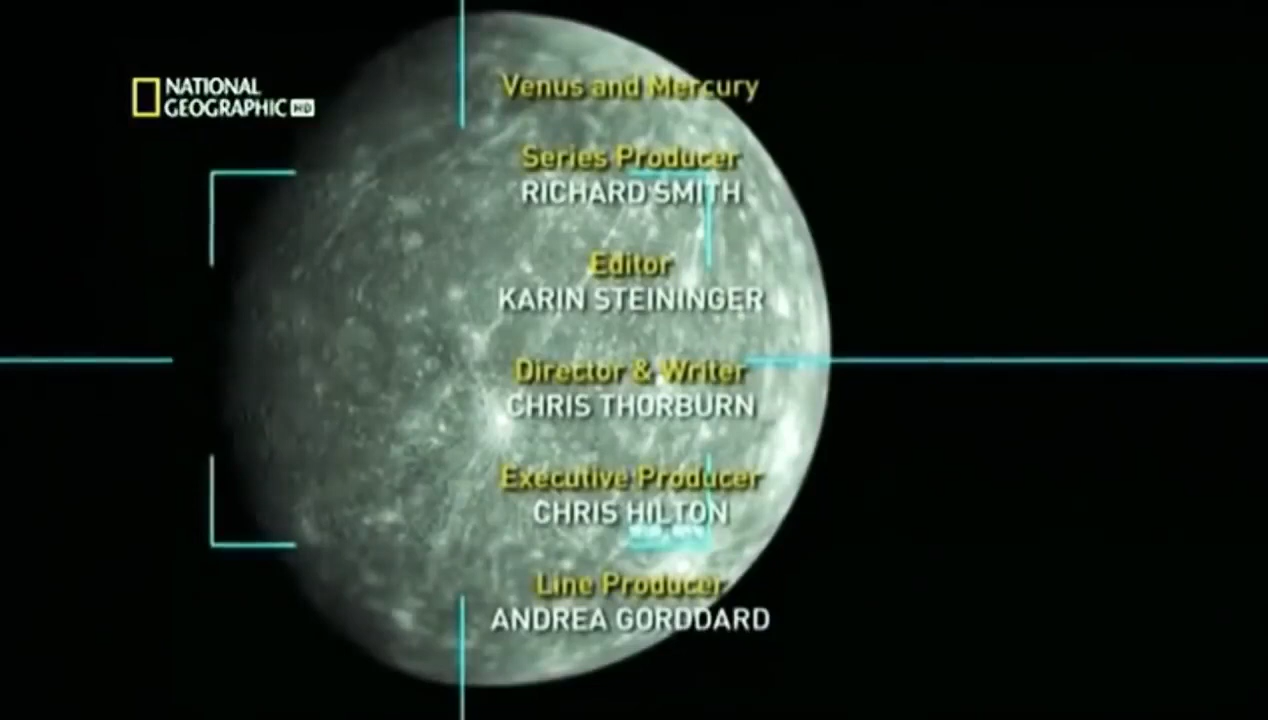 NATIONAL
GEOGRAPHIC HD
Venus and Mercury
Series Producer
RICHARD SMITH
Editor
KARIN STEININGER
Director & Writer
CHRIS THORBURN
Executive Producer
CHRIS HILTON
Line Producer
ANDREA GORDDARD